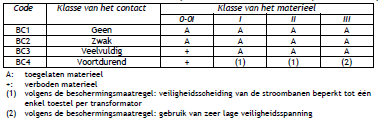 Code Klasse van het contact Klasse van het materieel
0-0I I II III
BC1 Geen A A A A
BC2 Zwak A A A A
BC3 Veelvuldig + A A A
BC4 Voortdurend + (1) (1) (2)
A: toegelaten materieel
+: verboden materieel
(1) volgens de beschermingsmaatregel: veiligheidsscheiding van de stroombanen beperkt tot één
enkel toestel per transformator
(2) volgens de beschermingsmaatregel: gebruik van zeer lage veiligheidsspanning